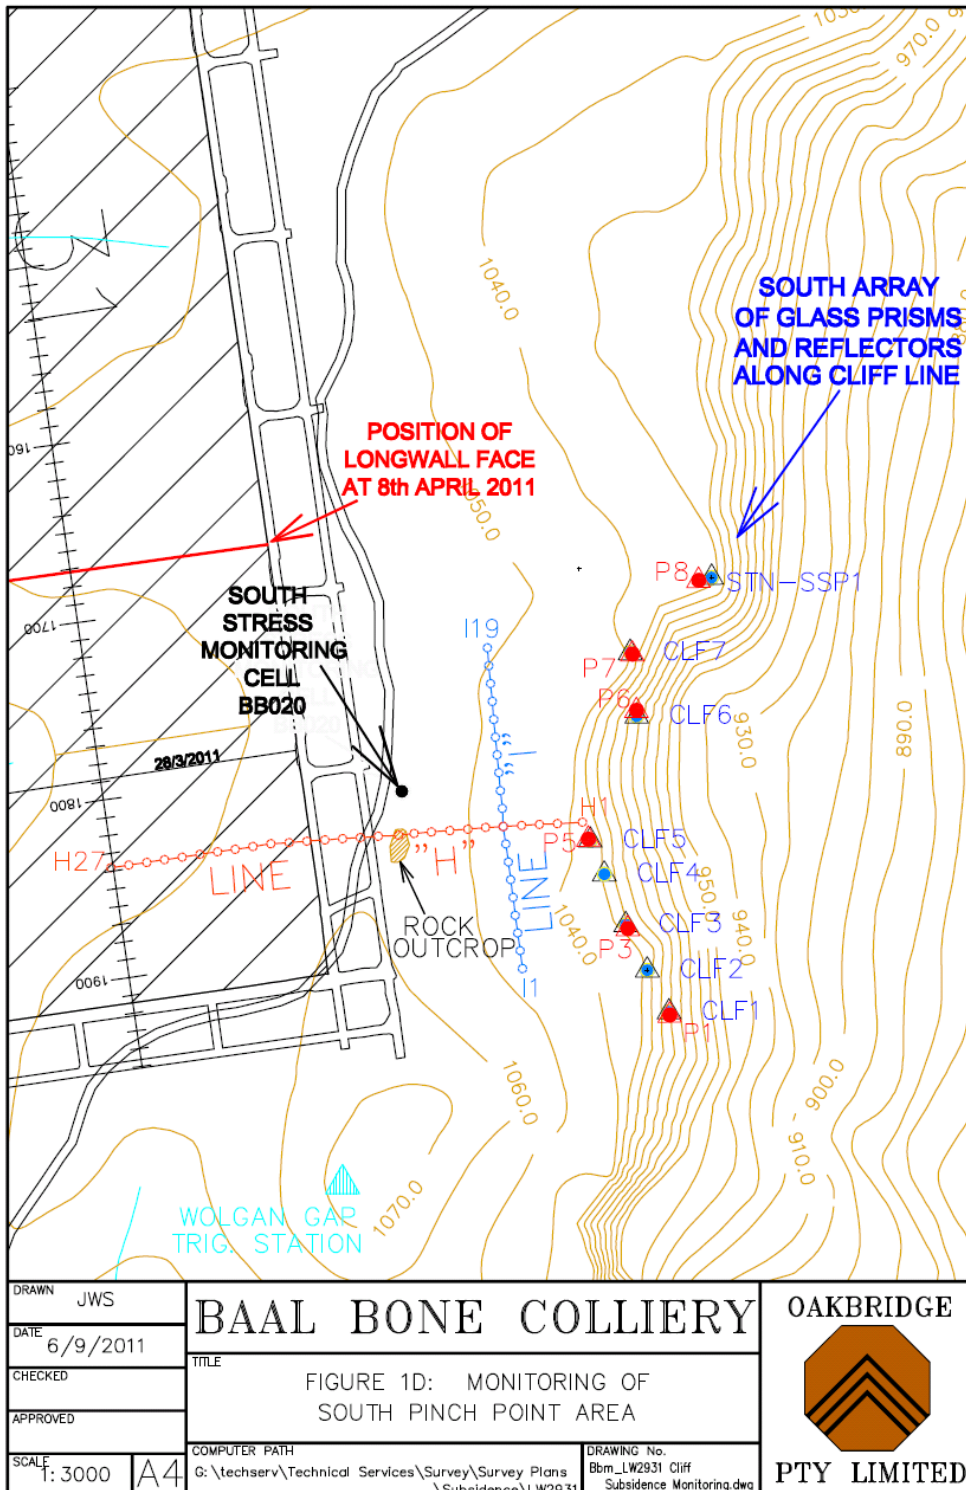 1030
970.0
1040.0
SOUTH ARRAY
OF GLASS PRISMS
AND REFLECTORS
ALONG CLIFF LINE
POSITION OF
LONGWALL FACE
AT 8th APRIL 2011
1600
1050.0
P8
STN-SSP1
SOUTH
STRESS
MONITORING
CELL
BB020
1700
I19
P7
CLF7
P6
CLF6
930.0
890.0
"I"
LINE
28/3/2011
1800
H1
H27
LINE
"H"
P5
CLF5
CLF4
950.0
940.0
1040.0
ROCK
OUTCROP
P3
CLF3
CLF2
1900
I1
CLF1
P1
1060.0
900.0
910.0
1070.0
WOLGAN GAP
TRIG. STATION
DRAWN
JWS
DATE
6/9/2011
CHECKED
APPROVED
SCALE
1:3000
A4
BAAL BONE COLLIERY
TITLE
FIGURE 1D: MONITORING OF
SOUTH PINCH POINT AREA
COMPUTER PATH
G:\techserv\Technical Services\Survey\Survey Plans
\Subsidence\LW2931
DRAWING No.
Bbm_LW2931 Cliff
Subsidence Monitoring.dwg
OAKBRIDGE
PTY LIMITED